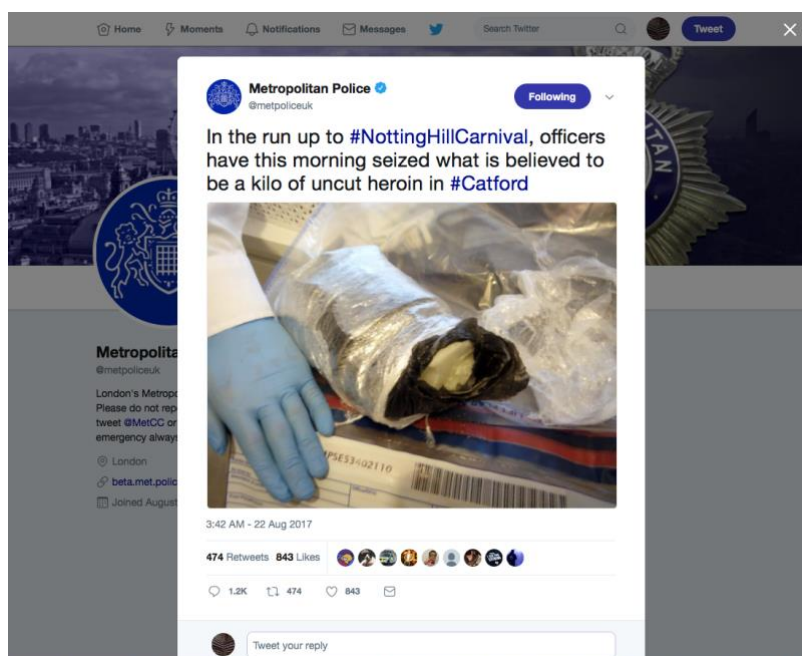 Home Moments Notifications Messages Search Twitter Tweet
TAN
Metropolitan Police
@metpoliceuk
Following
In the run up to #NottingHillCarnival, officers
have this morning seized what is believed to
be a kilo of uncut heroin in #Catford
MPSE53402110
Metropolita
@metpoliceuk
London's Metropo
Please do not rep
tweet @MetCC or
emergency always
London
beta.met.polic
Joined August
3:42 AM - 22 Aug 2017
474 Retweets 843 Likes
1.2K 474 843
Tweet your reply